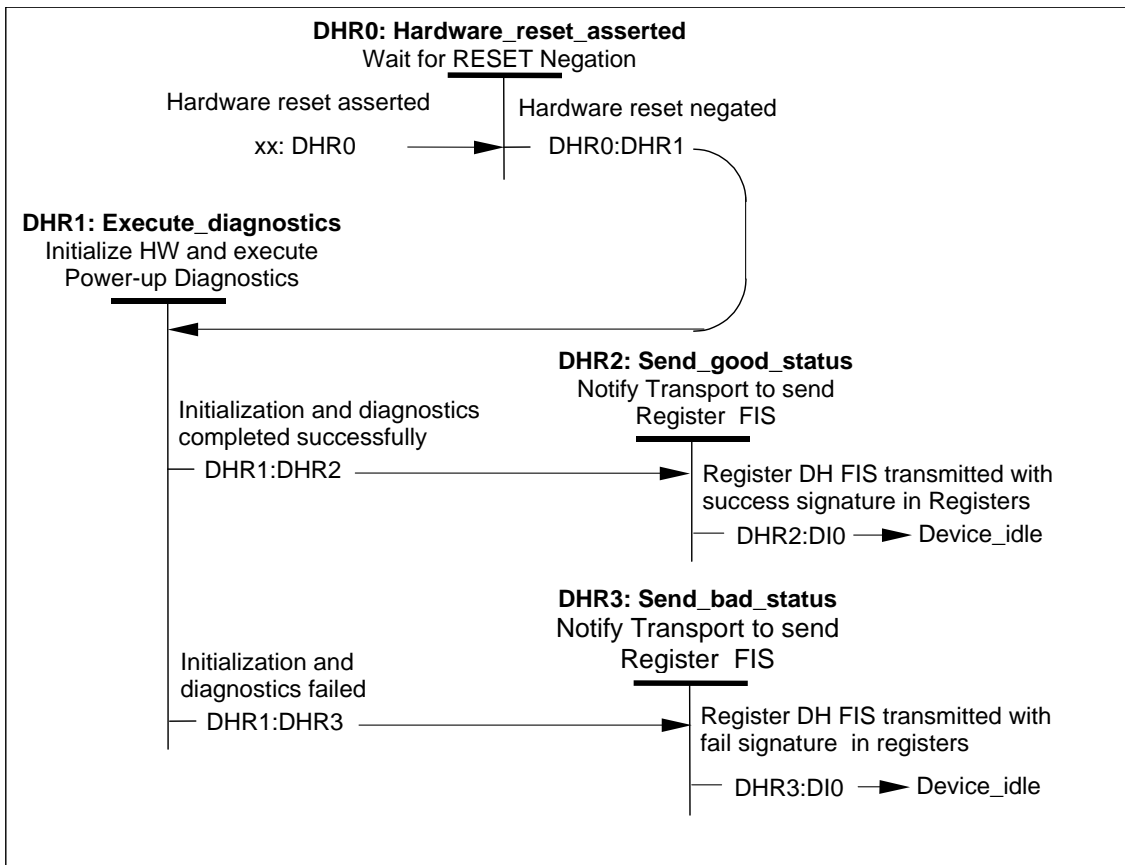 DHR0: Hardware_reset_asserted
Wait for RESET Negation
Hardware reset asserted
Hardware reset negated
xx: DHR0
DHR0:DHR1
DHR1: Execute_diagnostics
Initialize HW and execute
Power-up Diagnostics
DHR2: Send_good_status
Notify Transport to send
Register FIS
Initialization and diagnostics
completed successfully
DHR1:DHR2
Register DH FIS transmitted with
success signature in Registers
DHR2:DI0
Device_idle
DHR3: Send_bad_status
Notify Transport to send
Register FIS
Initialization and
diagnostics failed
DHR1:DHR3
Register DH FIS transmitted with
fail signature in registers
DHR3:DI0
Device_idle